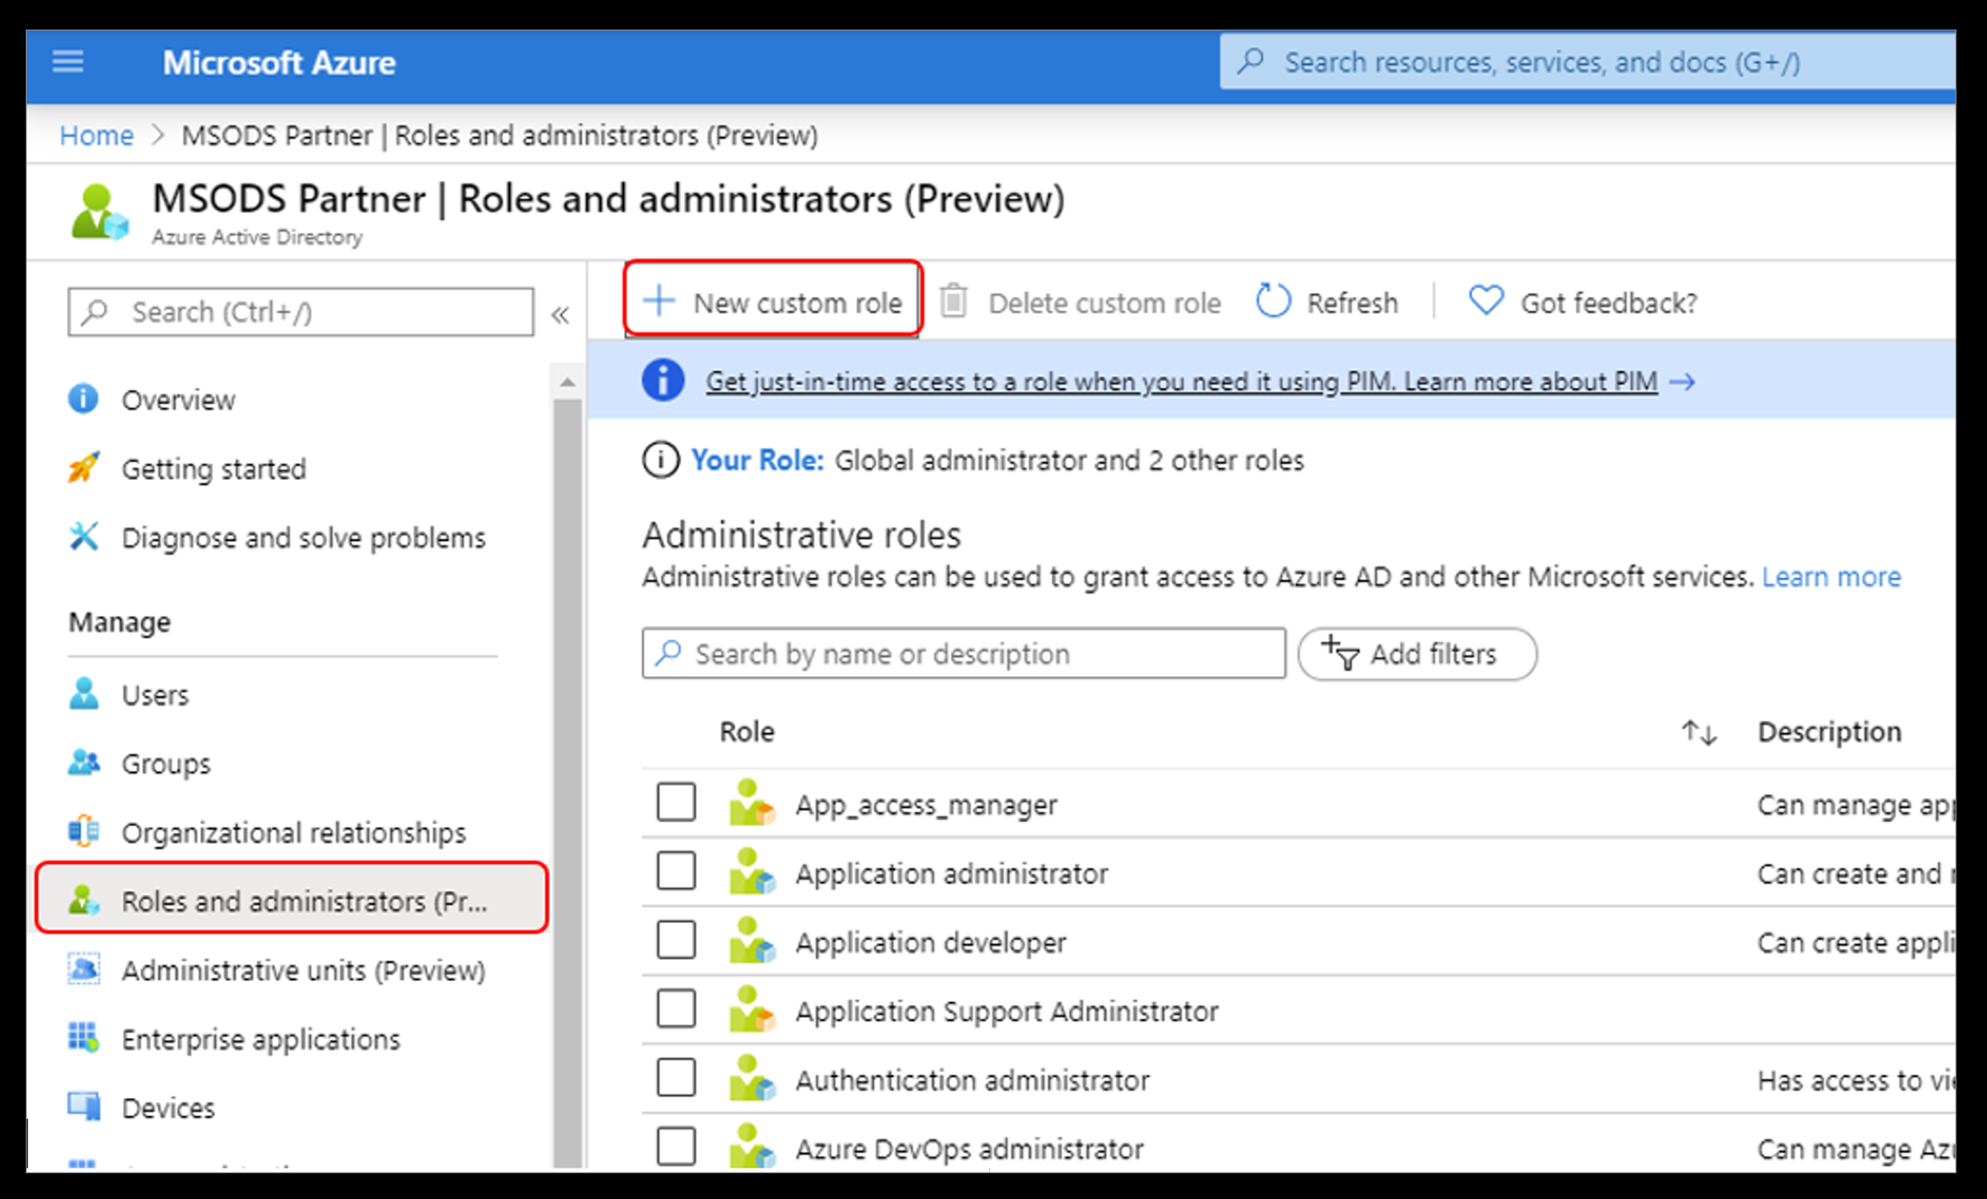 Microsoft Azure
Search resources, services, and docs (G+/)
Home > MSODS Partner | Roles and administrators (Preview)
MSODS Partner | Roles and administrators (Preview)
Azure Active Directory
Search (Ctrl+/)
«
Overview
Getting started
Diagnose and solve problems
Manage
Users
Groups
Organizational relationships
Roles and administrators (Pr...
Administrative units (Preview)
Enterprise applications
Devices
New custom role
Delete custom role
Refresh
Got feedback?
Get just-in-time access to a role when you need it using PIM. Learn more about PIM →
Your Role: Global administrator and 2 other roles
Administrative roles
Administrative roles can be used to grant access to Azure AD and other Microsoft services. Learn more
Search by name or description
Add filters
Role ↑↓ Description
App_access_manager Can manage app
Application administrator Can create and
Application developer Can create appli
Application Support Administrator
Authentication administrator Has access to vi
Azure DevOps administrator Can manage Az